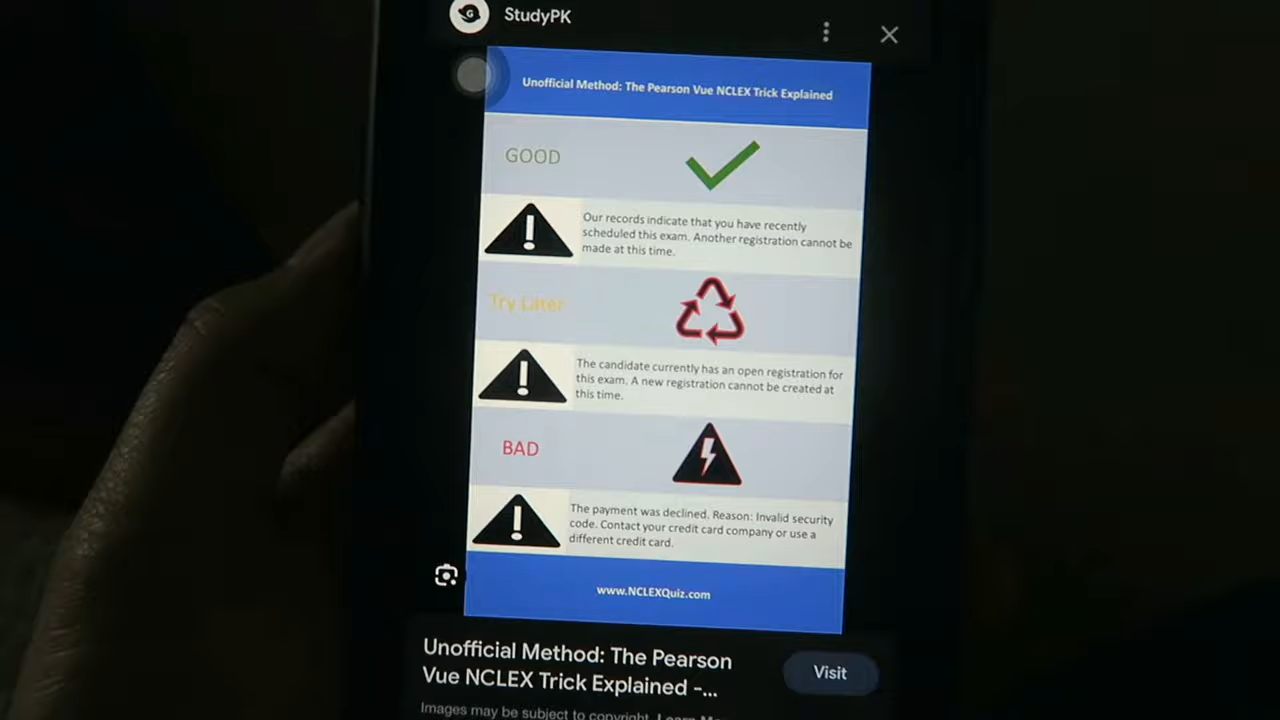 StudyPK
Unofficial Method: The Pearson Vue NCLEX Trick Explained
GOOD
Our records indicate that you have recently
scheduled this exam. Another registration cannot be
made at this time.
Try Later
The candidate currently has an open registration for
this exam. A new registration cannot be created at
this time.
BAD
The payment was declined. Reason: Invalid security
code. Contact your credit card company or use a
different credit card.
www.NCLEXQuiz.com
Unofficial Method: The Pearson
Vue NCLEX Trick Explained -...
Visit
Images may be subject to copyright.